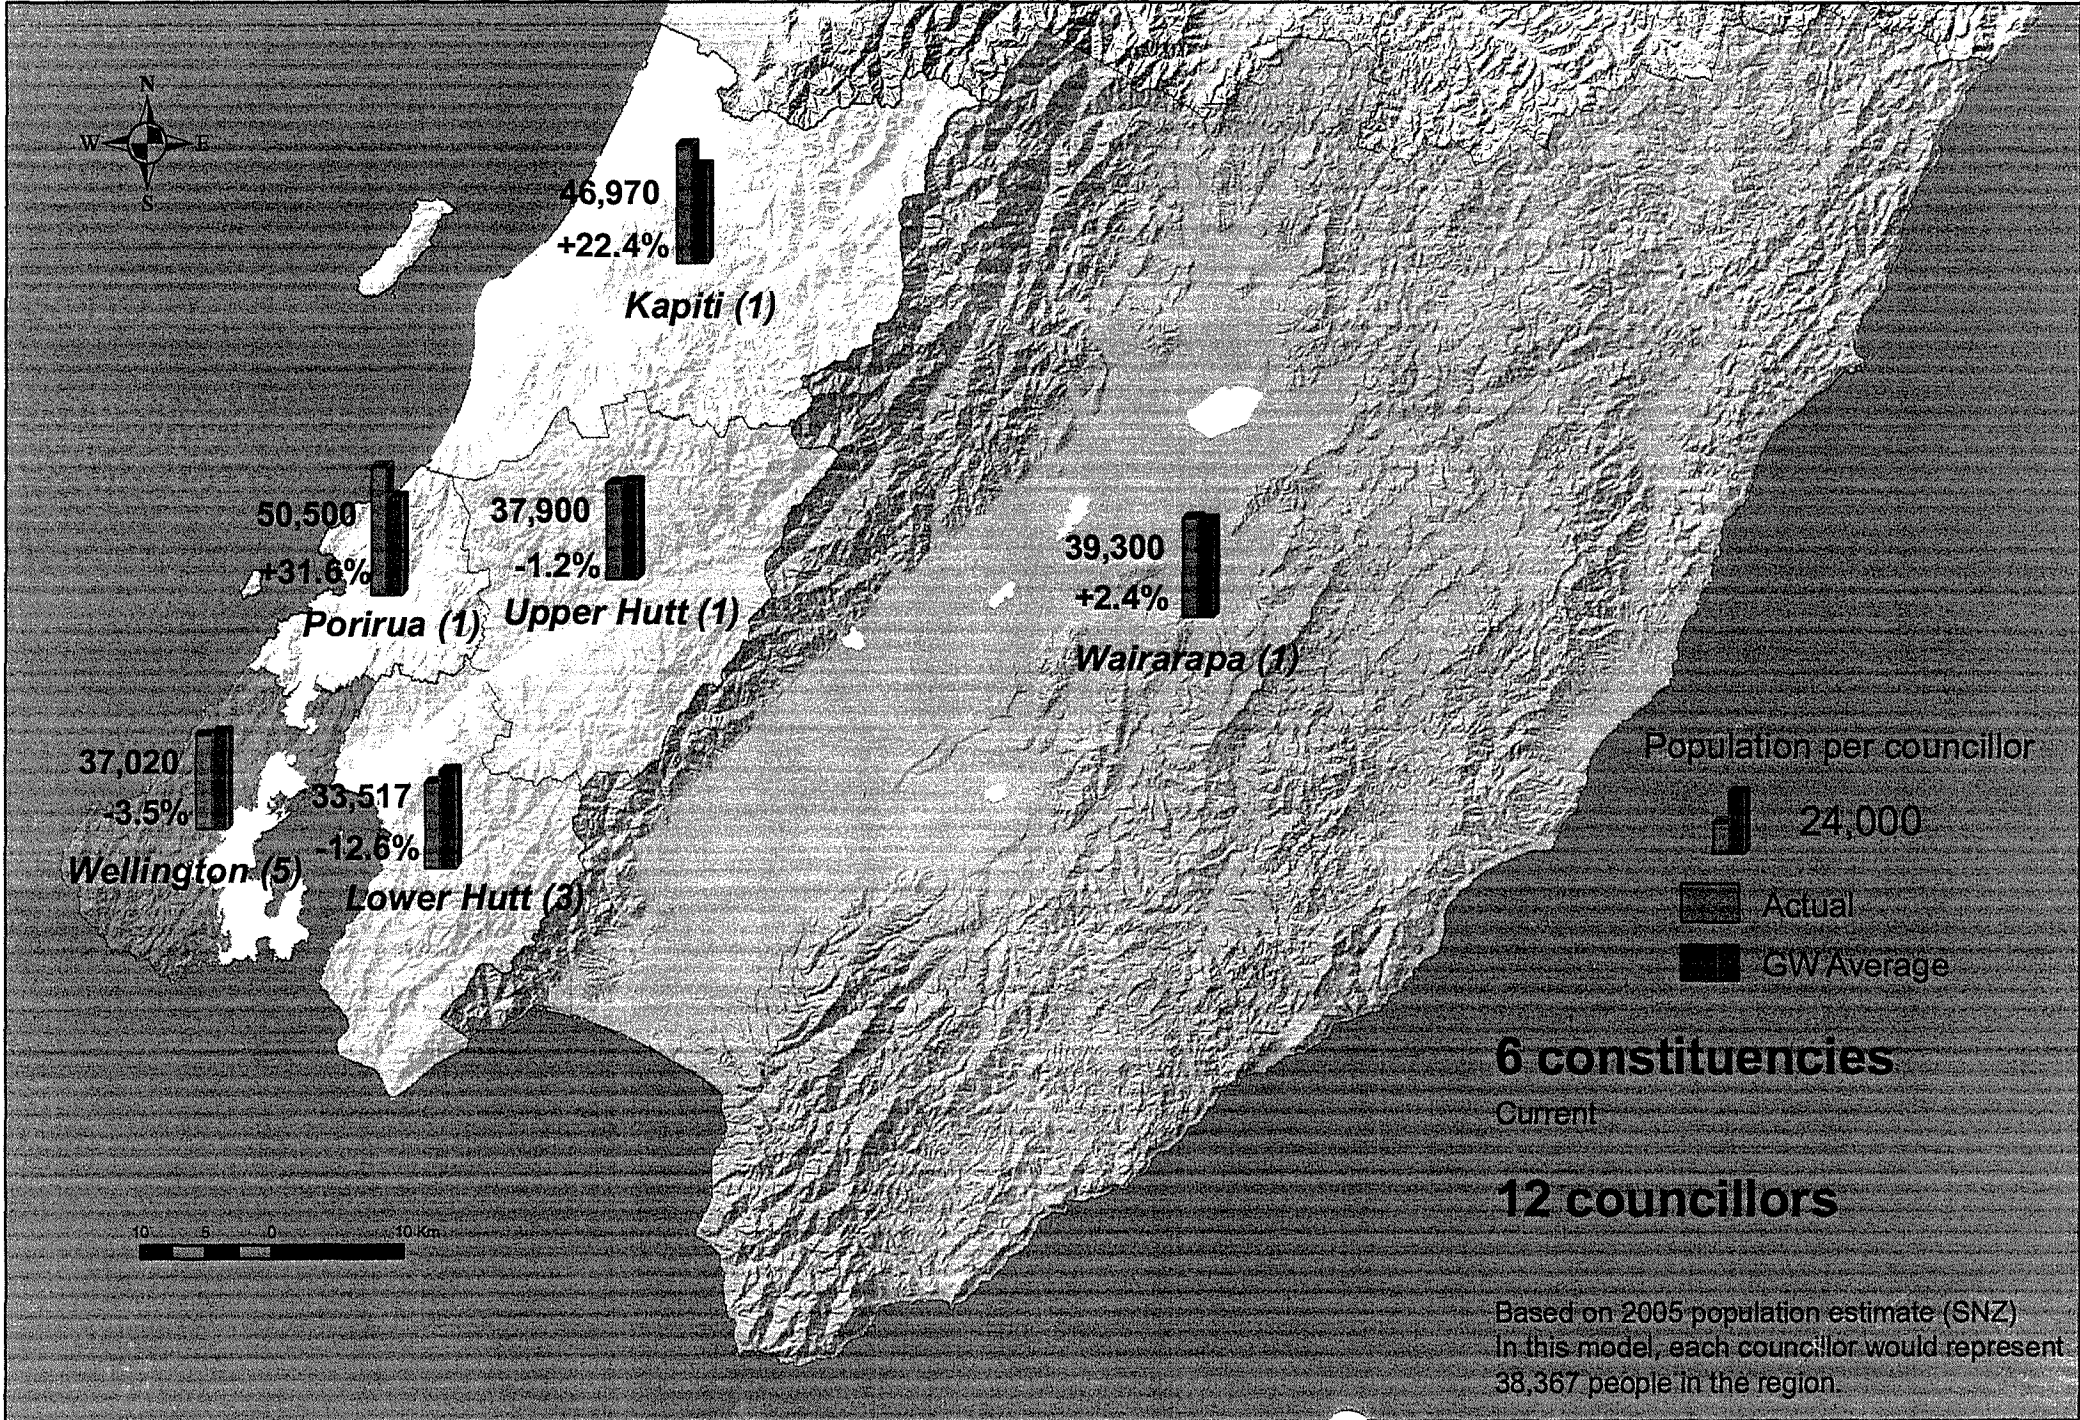 N
W E
S
46,970
+22.4%
Kapiti (1)
50,500
+31.6%
Porirua (1)
37,900
-1.2%
Upper Hutt (1)
39,300
+2.4%
Wairarapa (1)
37,020
-3.5%
Wellington (5)
33,517
-12.6%
Lower Hutt (3)
Population per councillor
24,000
Actual
GW Average
6 constituencies
Current
12 councillors
10 5 0 10 Km
Based on 2005 population estimate (SNZ)
In this model, each councillor would represent
38,367 people in the region.